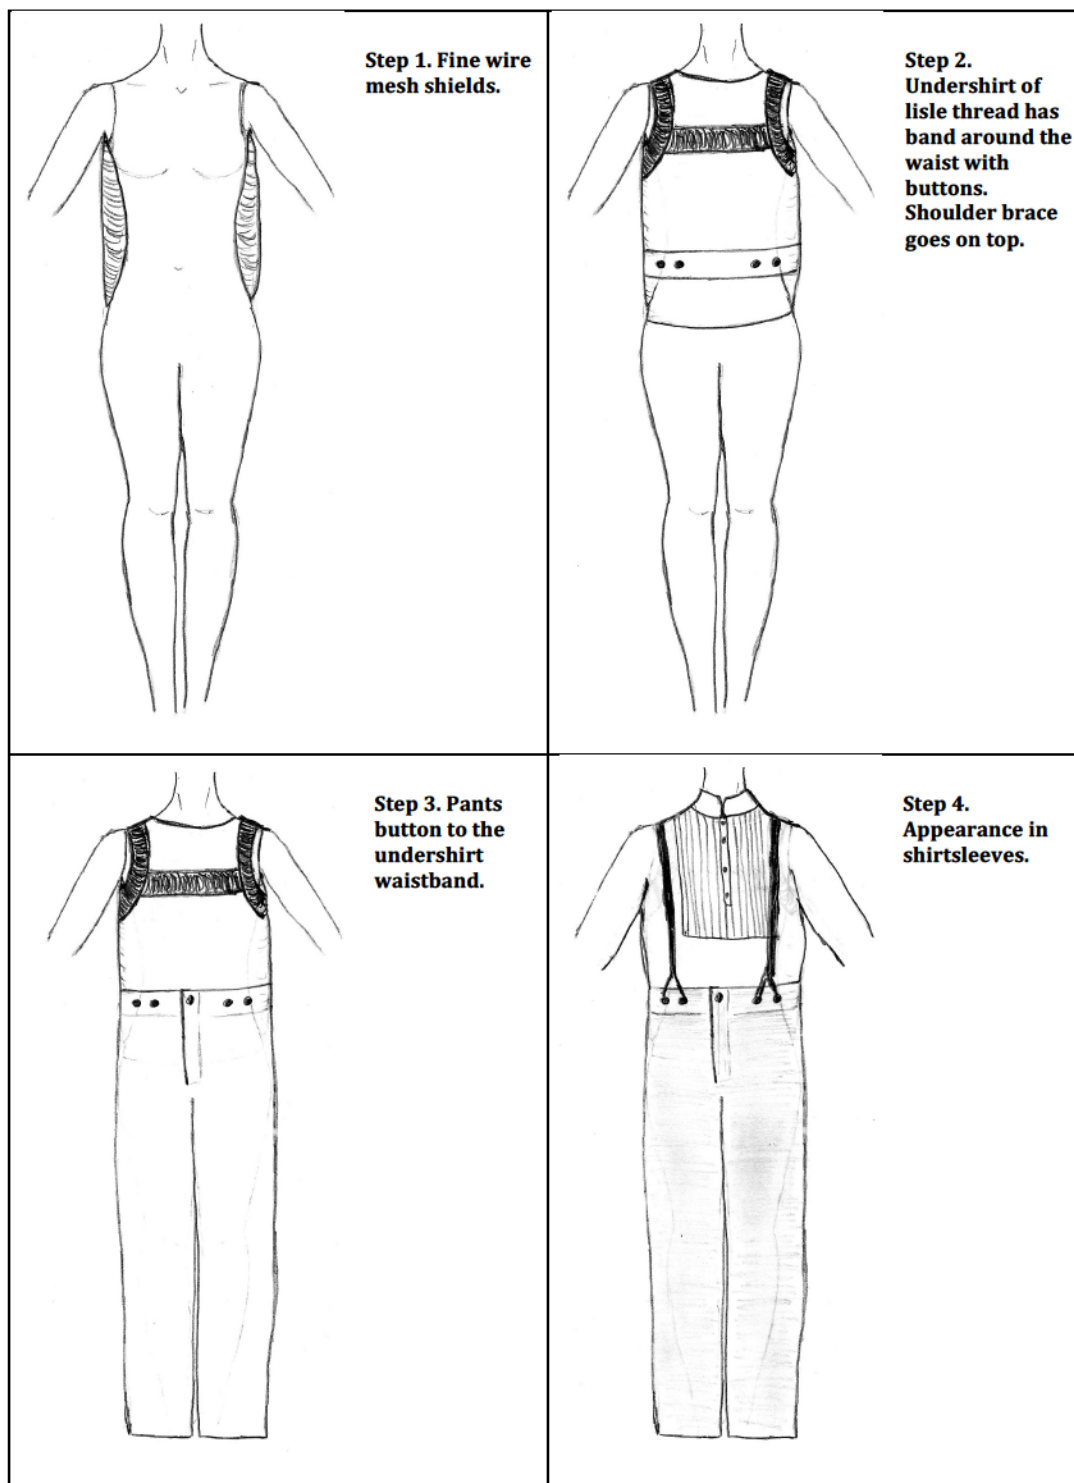 Step 1. Fine wire
mesh shields.
Step 2.
Undershirt of
lisle thread has
band around the
waist with
buttons.
Shoulder brace
goes on top.
Step 3. Pants
button to the
undershirt
waistband.
Step 4.
Appearance in
shirtsleeves.